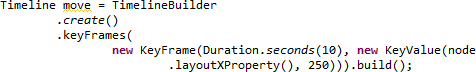 Timeline move = TimelineBuilder
.create()
.keyFrames(
new KeyFrame(Duration.seconds(10), new KeyValue(node
.layoutXProperty(), 250))).build();